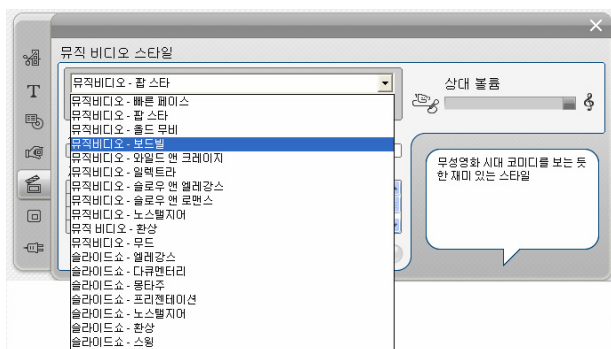 뮤직 비디오 스타일
뮤직비디오 - 팝 스타
상대 볼륨
뮤직비디오 - 빠른 페이스
뮤직비디오 - 팝 스타
뮤직비디오 - 올드 무비
뮤직비디오 - 보드빌
뮤직비디오 - 와일드 앤 크레이지
뮤직비디오 - 일렉트라
뮤직비디오 - 슬로우 앤 엘레강스
뮤직비디오 - 슬로우 앤 로맨스
뮤직비디오 - 노스탤지어
뮤직 비디오 - 환상
뮤직비디오 - 무드
슬라이드쇼 - 엘레강스
슬라이드쇼 - 다큐멘터리
슬라이드쇼 - 몽타주
슬라이드쇼 - 프리젠테이션
슬라이드쇼 - 노스탤지어
슬라이드쇼 - 환상
슬라이드쇼 - 스윙
무성영화 시대 코미디를 보는 듯
한 재미 있는 스타일
T